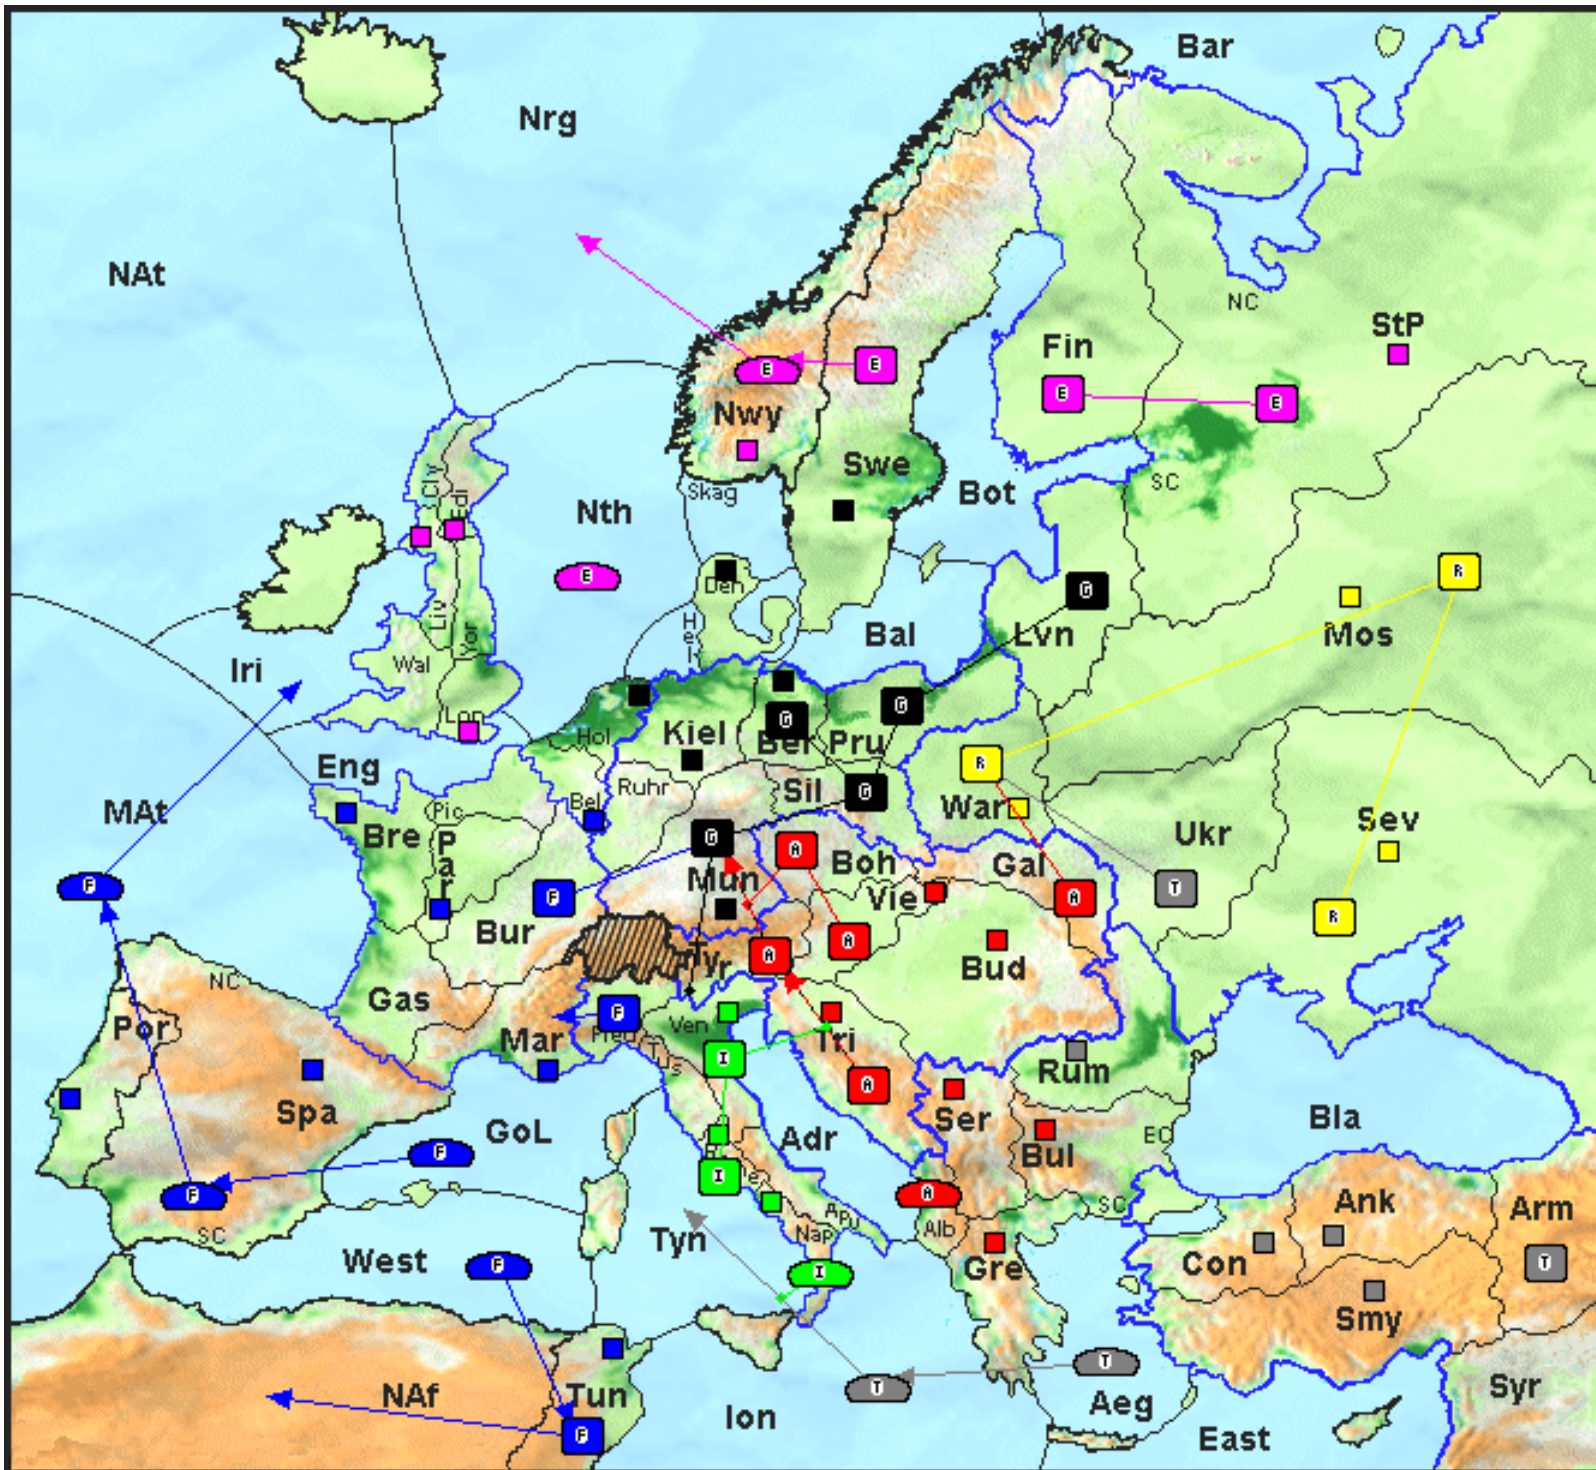 Bar
Nrg
NAt
NC
StP
Fin
E
E
E
E
Nwy
Swe
Skag
Bot
SC
Nth
Cly
Edi
E
Den
R
G
Lvn
Mos
Hel
Bal
Liv
Yor
Iri
Wal
Lon
G
G
Ber
Pru
Kiel
Hol
Eng
R
Ruhr
Sil
G
War
MAt
Pic
Bel
Bre
Par
G
Ukr
Sev
A
Boh
Gal
Mun
Vie
F
F
T
A
R
Bur
A
A
Tyr
Bud
NC
Gas
Por
F
Mar
Pied
Ven
Tus
Tri
I
Rum
Spa
A
Ser
Bla
GoL
Adr
Bul
EC
F
F
SC
I
A
Alb
SC
Ank
Arm
Apu
Nap
West
Tyn
F
I
Gre
Con
T
Smy
T
T
NAf
Tun
Ion
Aeg
Syr
F
East